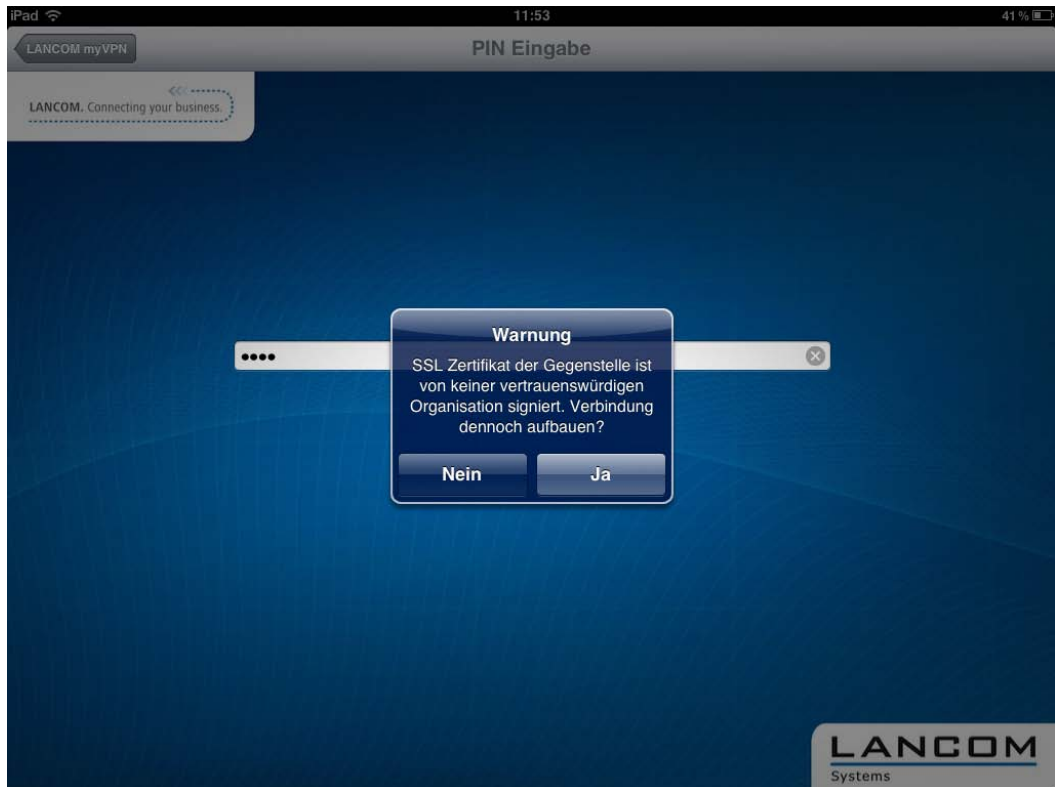 iPad 11:53 41 %
LANCOM myVPN PIN Eingabe
LANCOM. Connecting your business.
Warnung
SSL Zertifikat der Gegenstelle ist
von keiner vertrauenswürdigen
Organisation signiert. Verbindung
dennoch aufbauen?
Nein Ja
LANCOM
Systems